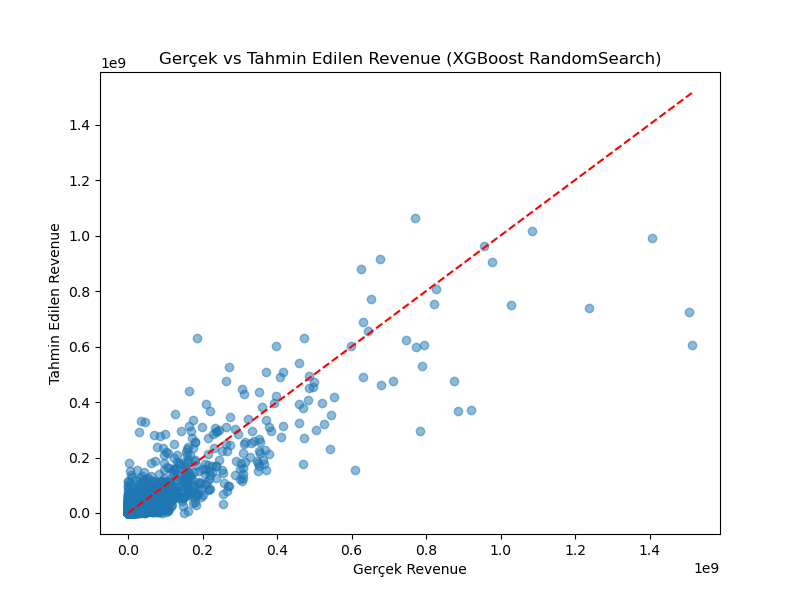 Gerçek vs Tahmin Edilen Revenue (XGBoost RandomSearch)
1e9
Tahmin Edilen Revenue
1.4
1.2
1.0
0.8
0.6
0.4
0.2
0.0
0.0 0.2 0.4 0.6 0.8 1.0 1.2 1.4
Gerçek Revenue
1e9